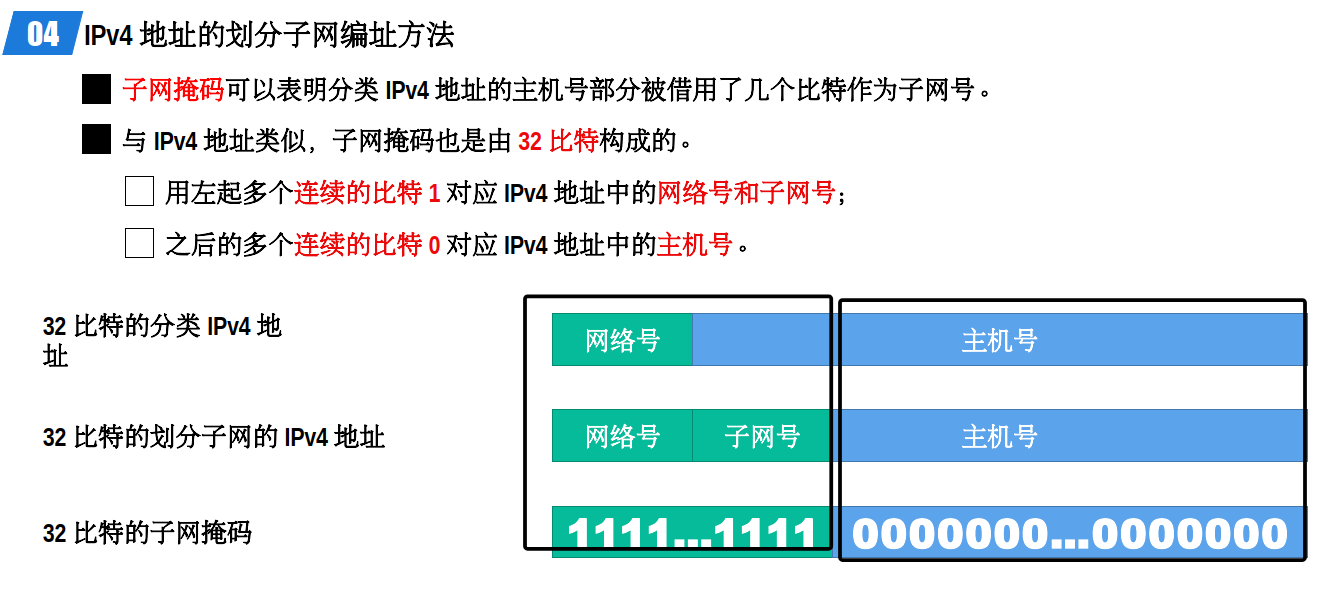 04 IPv4 地址的划分子网编址方法
子网掩码可以表明分类 IPv4 地址的主机号部分被借用了几个比特作为子网号。
与 IPv4 地址类似，子网掩码也是由 32 比特构成的。
用左起多个连续的比特 1 对应 IPv4 地址中的网络号和子网号；
之后的多个连续的比特 0 对应 IPv4 地址中的主机号。
32 比特的分类 IPv4 地
址
网络号 主机号
32 比特的划分子网的 IPv4 地址
网络号 子网号 主机号
32 比特的子网掩码
1111…1111 0000000…0000000